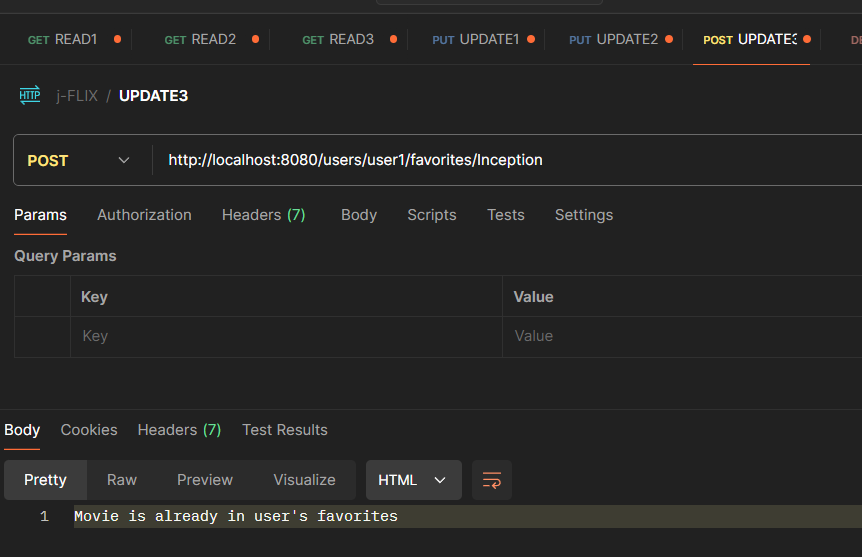 GET READ1 GET READ2 GET READ3 PUT UPDATE1 PUT UPDATE2 POST UPDATE3 DE
HTTP j-FLIX / UPDATE3
POST http://localhost:8080/users/user1/favorites/Inception
Params Authorization Headers (7) Body Scripts Tests Settings
Query Params
Key Value
Key Value
Body Cookies Headers (7) Test Results
Pretty Raw Preview Visualize HTML
1 Movie is already in user's favorites